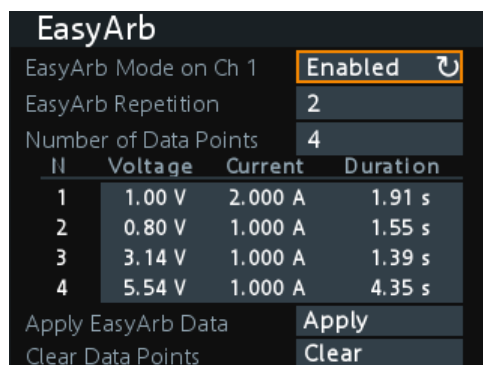 EasyArb
EasyArb Mode on Ch 1 Enabled
EasyArb Repetition 2
Number of Data Points 4
N Voltage Current Duration
1 1.00 V 2.000 A 1.91 s
2 0.80 V 1.000 A 1.55 s
3 3.14 V 1.000 A 1.39 s
4 5.54 V 1.000 A 4.35 s
Apply EasyArb Data Apply
Clear Data Points Clear